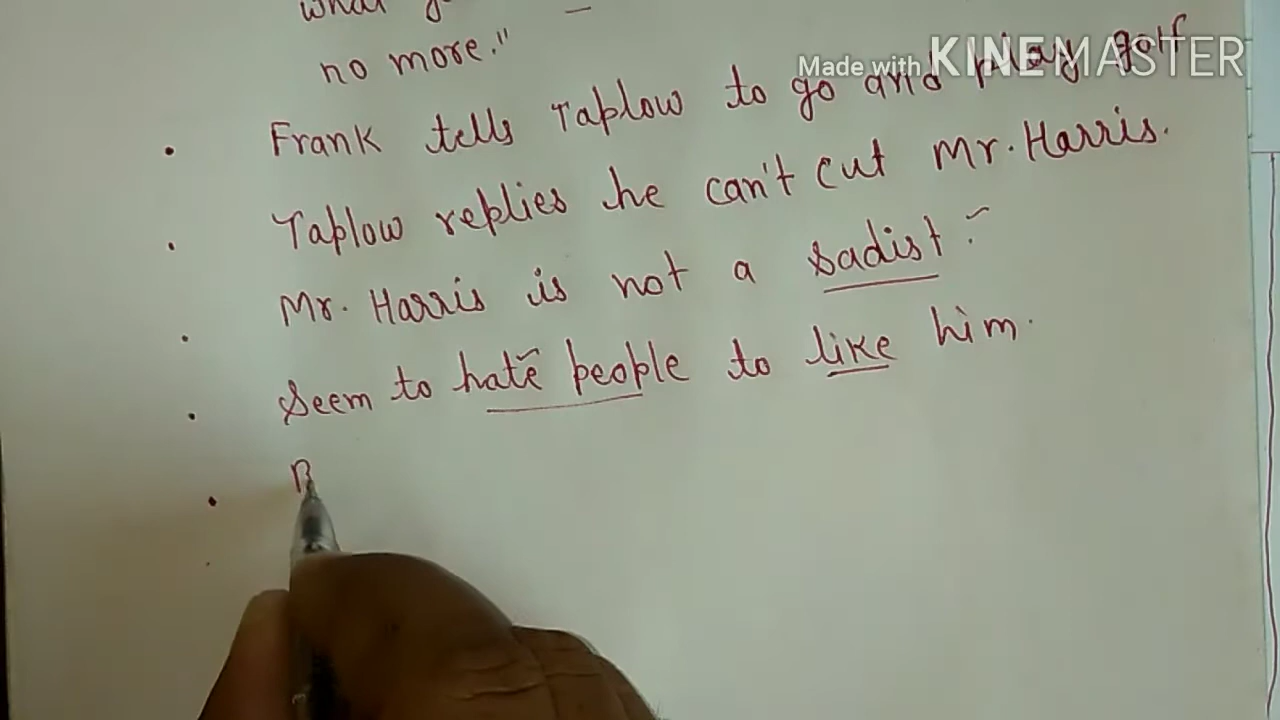 what
no more."
Made with KINEMASTER
• Frank tells Taplow to go and play golf
• Taplow replies he can't cut Mr. Harris.
• Mr. Harris is not a sadist.
• Seem to hate people to like him.
•